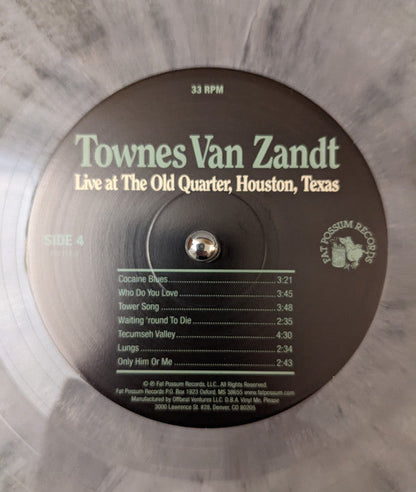 33 RPM
Townes Van Zandt
Live at The Old Quarter, Houston, Texas
SIDE 4
FAT POSSUM RECORDS
Cocaine Blues 3:21
Who Do You Love 3:45
Tower Song 3:48
Waiting 'round To Die 2:35
Tecumseh Valley 4:30
Lungs 2:34
Only Him Or Me 2:43
© ℗ Fat Possum Records, LLC., All Rights Reserved.
Fat Possum Records P.O. Box 1923 Oxford, MS 38655 www.fatpossum.com
Manufactured by Offbeat Ventures LLC. D.B.A. Vinyl Me, Please
3000 Lawrence St. #28, Denver, CO 80205